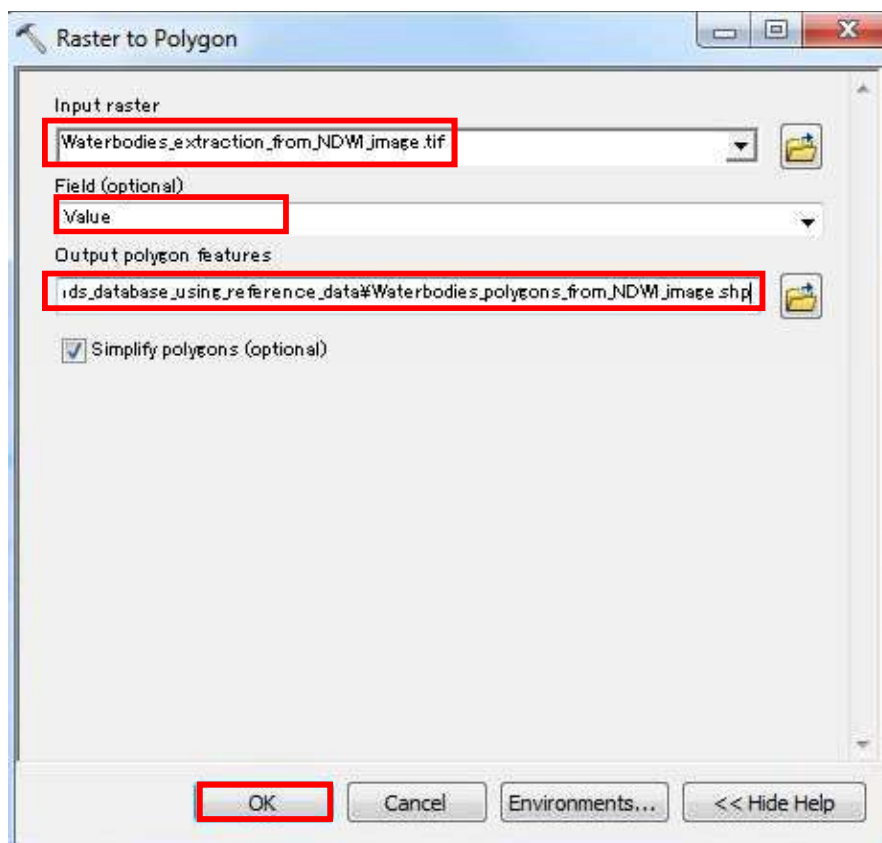 Raster to Polygon
Input raster
Waterbodies_extraction_from_NDWI_image.tif
Field (optional)
Value
Output polygon features
ds_database_using_reference_data¥Waterbodies_polygons_from_NDWI_image.shp
Simplify polygons (optional)
OK Cancel Environments... << Hide Help